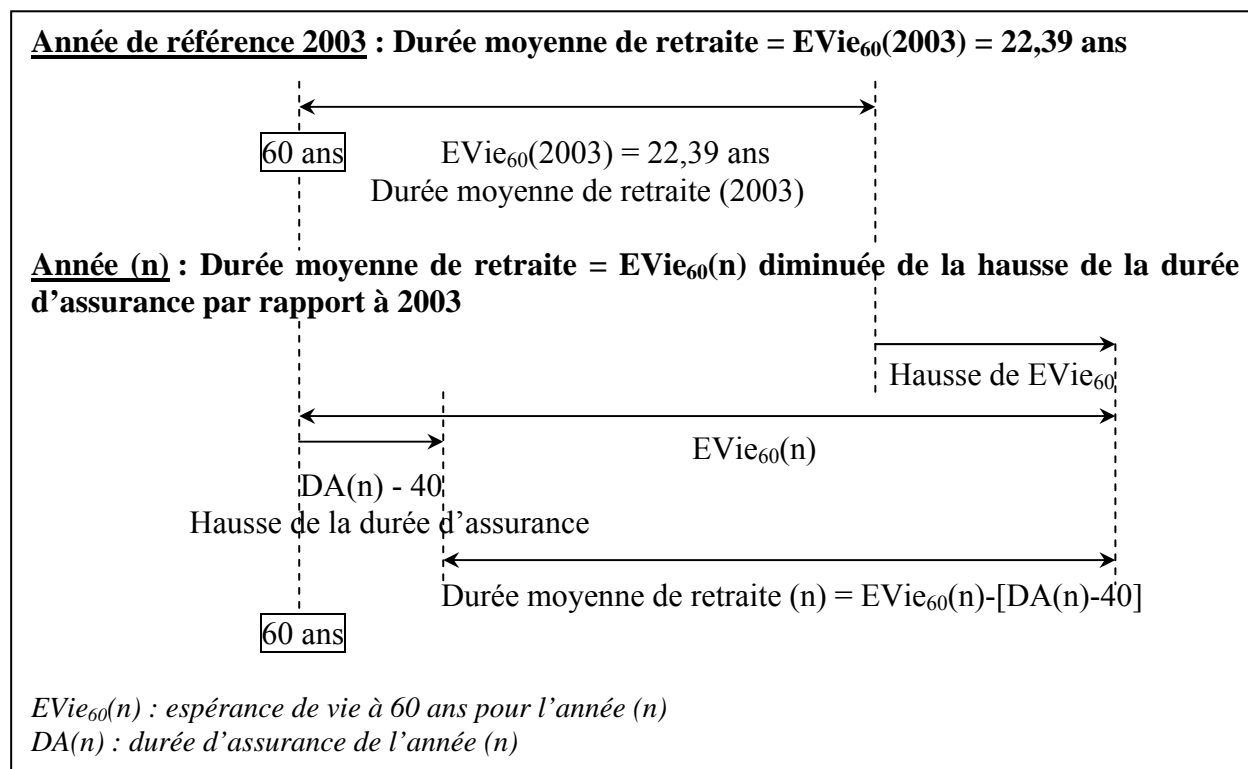 Année de référence 2003 : Durée moyenne de retraite = EVie₆₀(2003) = 22,39 ans
60 ans
EVie₆₀(2003) = 22,39 ans
Durée moyenne de retraite (2003)
Année (n) : Durée moyenne de retraite = EVie₆₀(n) diminuée de la hausse de la durée
d’assurance par rapport à 2003
Hausse de EVie₆₀
EVie₆₀(n)
DA(n) - 40
Hausse de la durée d’assurance
Durée moyenne de retraite (n) = EVie₆₀(n)-[DA(n)-40]
60 ans
EVie₆₀(n) : espérance de vie à 60 ans pour l’année (n)
DA(n) : durée d’assurance de l’année (n)